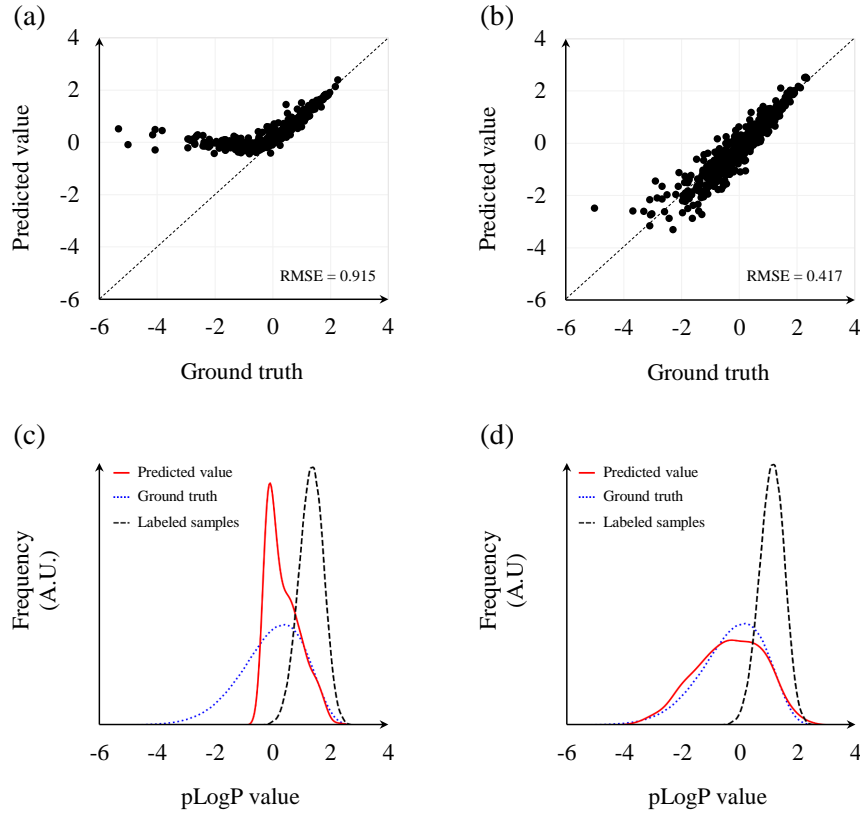 (a)
4
2
0
-2
-4
-6
-6 -4 -2 0 2 4
Predicted value
Ground truth
RMSE = 0.915
(b)
4
2
0
-2
-4
-6
-6 -4 -2 0 2 4
Predicted value
Ground truth
RMSE = 0.417
(c)
Predicted value
Ground truth
Labeled samples
Frequency
(A.U.)
-6 -4 -2 0 2 4
pLogP value
(d)
Predicted value
Ground truth
Labeled samples
Frequency
(A.U)
-6 -4 -2 0 2 4
pLogP value